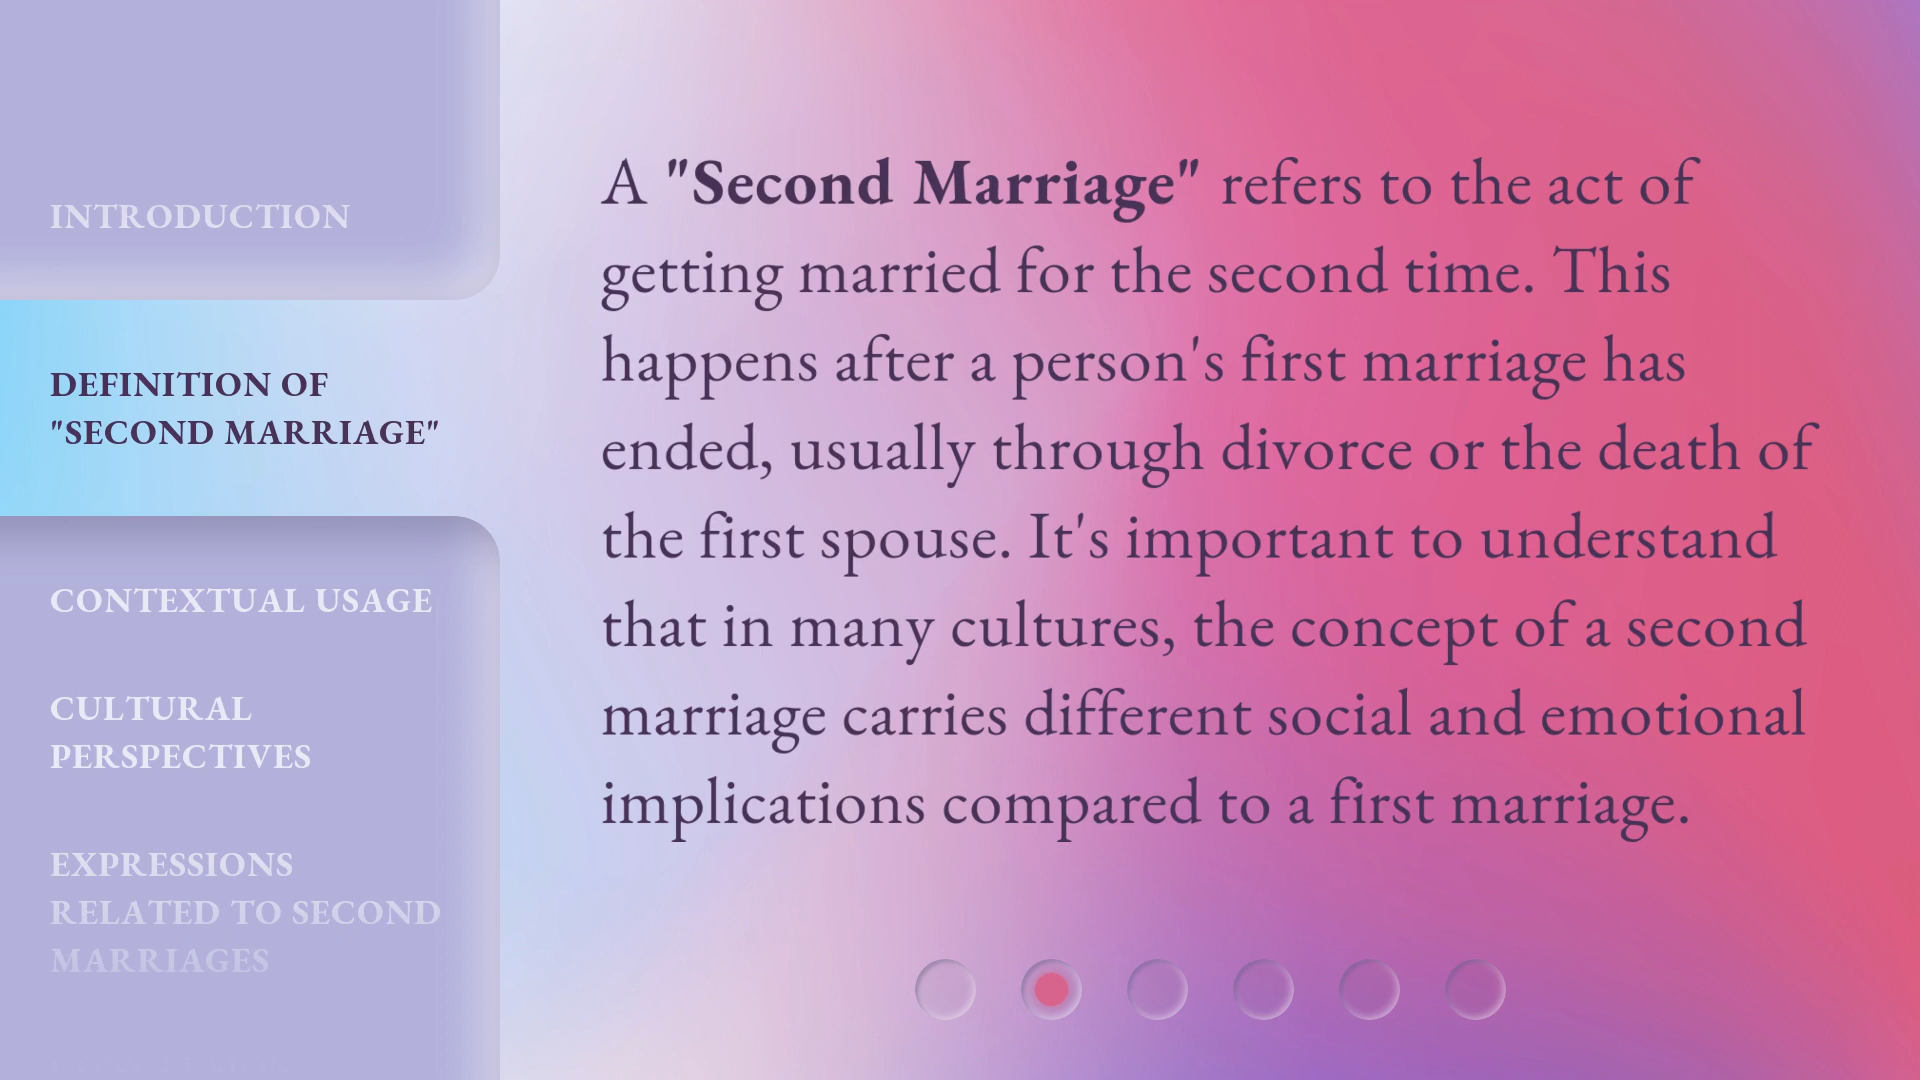 INTRODUCTION
DEFINITION OF
"SECOND MARRIAGE"
CONTEXTUAL USAGE
CULTURAL
PERSPECTIVES
EXPRESSIONS
RELATED TO SECOND
MARRIAGES
A "Second Marriage" refers to the act of
getting married for the second time. This
happens after a person's first marriage has
ended, usually through divorce or the death of
the first spouse. It's important to understand
that in many cultures, the concept of a second
marriage carries different social and emotional
implications compared to a first marriage.